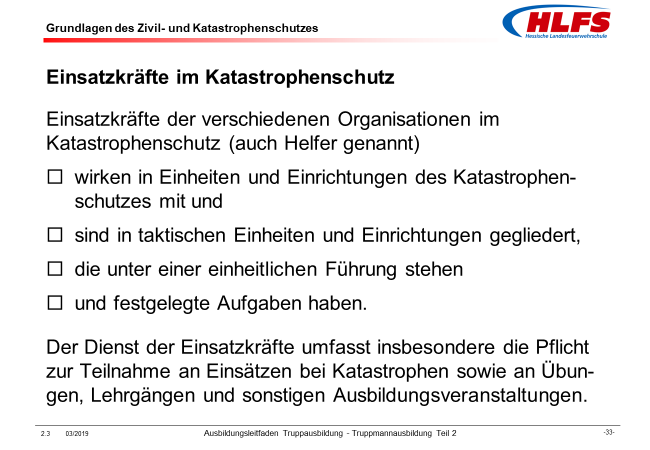 Grundlagen des Zivil- und Katastrophenschutzes
HLFS
Hessische Landesfeuerwehrschule
Einsatzkräfte im Katastrophenschutz
Einsatzkräfte der verschiedenen Organisationen im
Katastrophenschutz (auch Helfer genannt)
□ wirken in Einheiten und Einrichtungen des Katastrophen-
schutzes mit und
□ sind in taktischen Einheiten und Einrichtungen gegliedert,
□ die unter einer einheitlichen Führung stehen
□ und festgelegte Aufgaben haben.
Der Dienst der Einsatzkräfte umfasst insbesondere die Pflicht
zur Teilnahme an Einsätzen bei Katastrophen sowie an Übun-
gen, Lehrgängen und sonstigen Ausbildungsveranstaltungen.
2.3 03/2019 Ausbildungsleitfaden Truppausbildung - Truppmannausbildung Teil 2 -33-